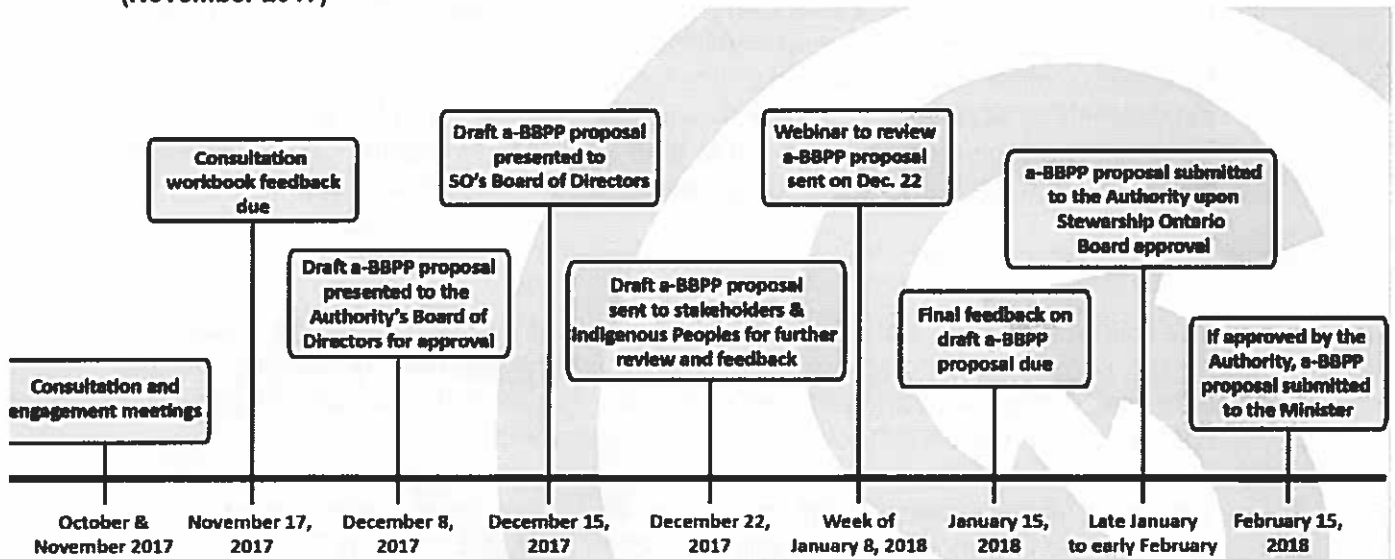 (November 2017)
Consultation
workbook feedback
due
Draft a-BBPP proposal
presented to
SO's Board of Directors
Webinar to review
a-BBPP proposal
sent on Dec. 22
a-BBPP proposal submitted
to the Authority upon
Stewarship Ontario
Board approval
Draft a-BBPP proposal
presented to the
Authority's Board of
Directors for approval
Draft a-BBPP proposal
sent to stakeholders &
Indigenous Peoples for further
review and feedback
Final feedback on
draft a-BBPP
proposal due
If approved by the
Authority, a-BBPP
proposal submitted
to the Minister
Consultation and
engagement meetings
October &
November 2017
November 17,
2017
December 8,
2017
December 15,
2017
December 22,
2017
Week of
January 8, 2018
January 15,
2018
Late January
to early February
February 15,
2018